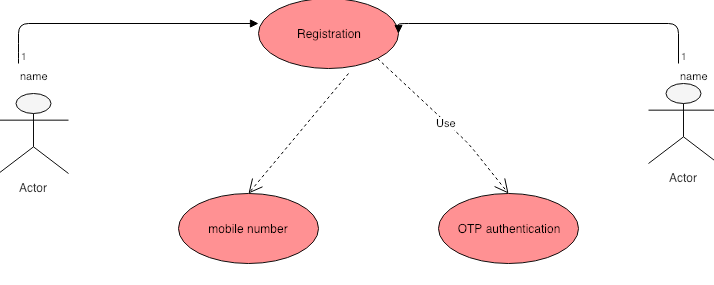 Registration
1
name
1
name
Use
Actor
Actor
mobile number
OTP authentication